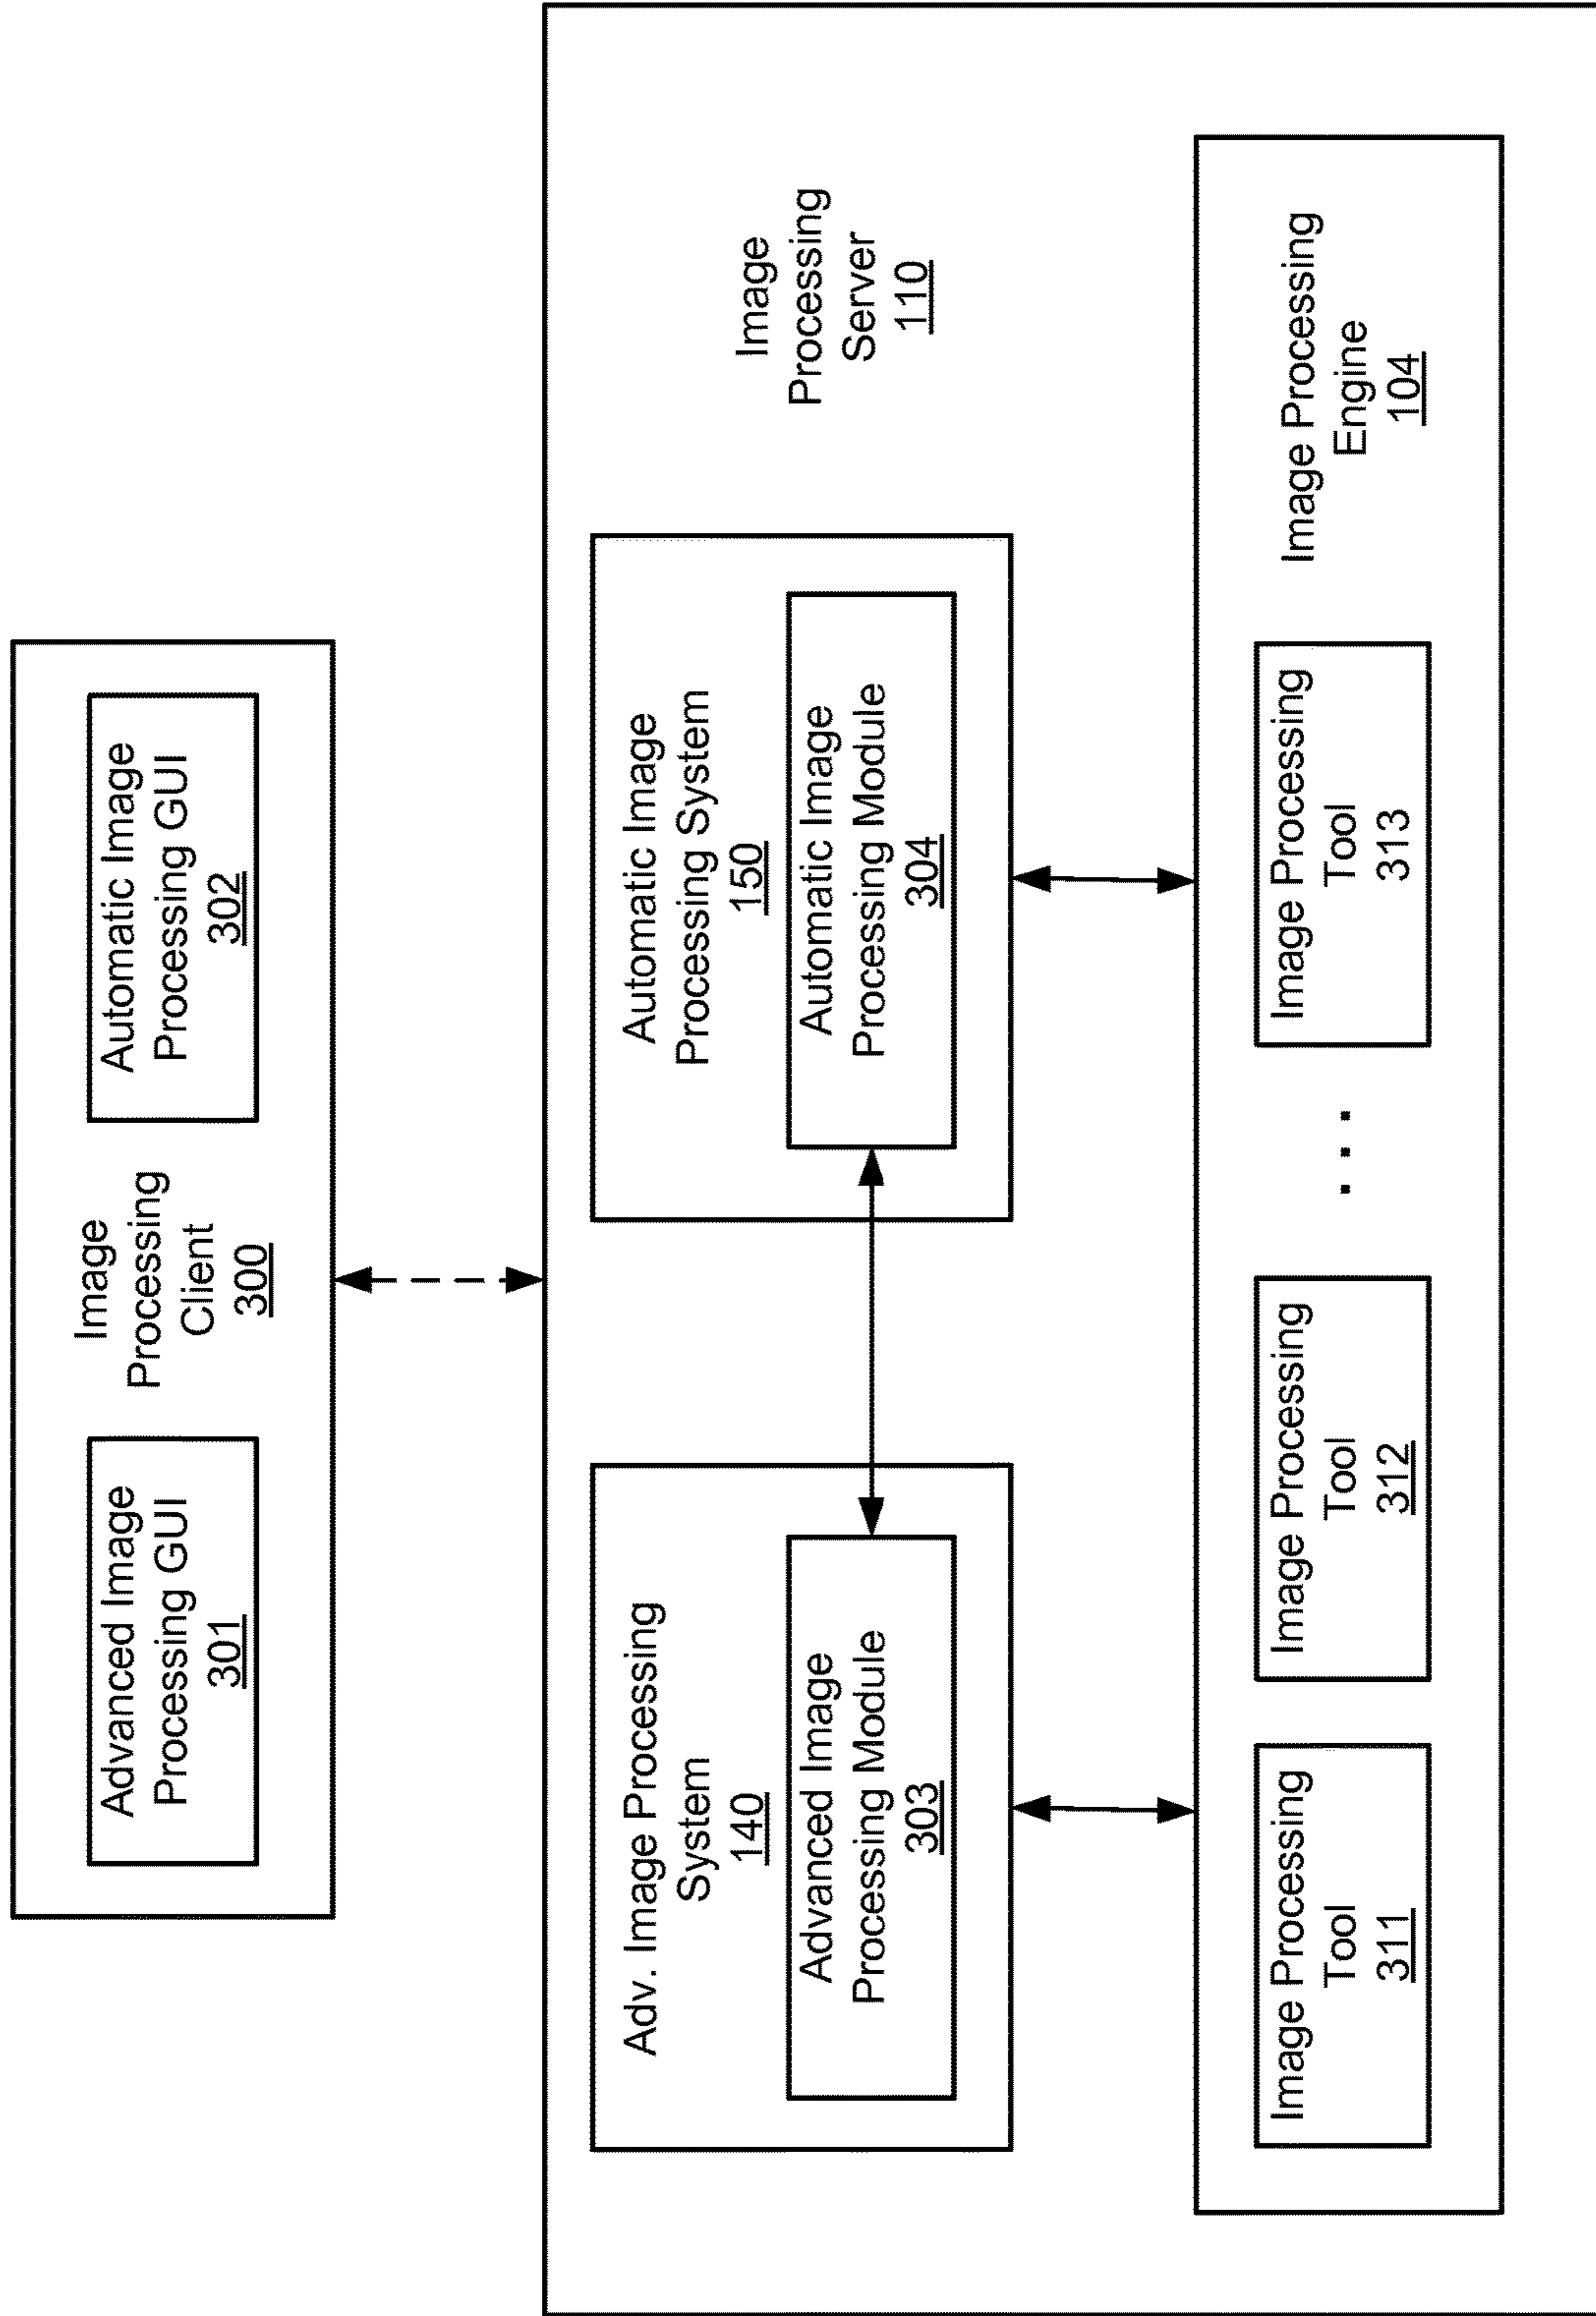 Advanced Image
Processing GUI
301
Image
Processing
Client
300
Automatic Image
Processing GUI
302
Adv. Image Processing
System
140
Advanced Image
Processing Module
303
Automatic Image
Processing System
150
Automatic Image
Processing Module
304
Image
Processing
Server
110
Image Processing
Tool
311
Image Processing
Tool
312
. . .
Image Processing
Tool
313
Image Processing
Engine
104